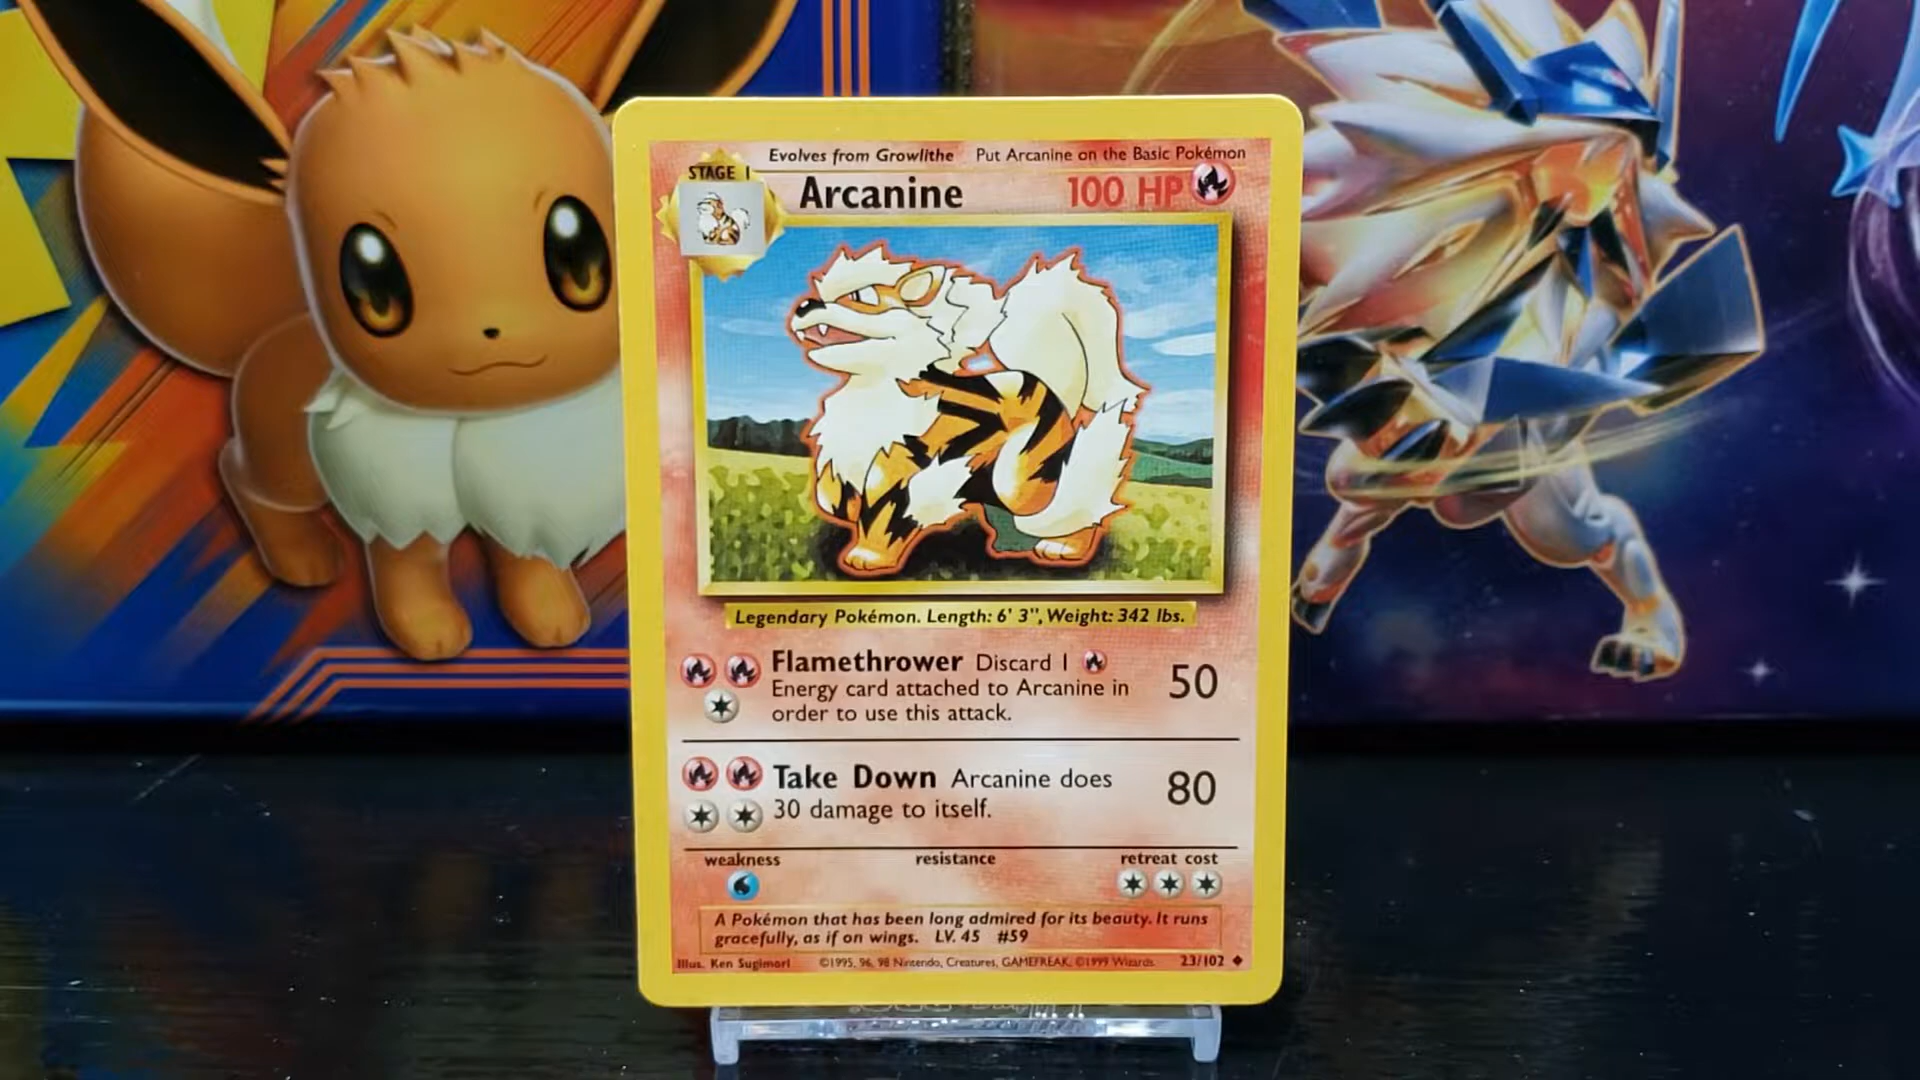 Evolves from Growlithe Put Arcanine on the Basic Pokémon
STAGE 1
Arcanine 100 HP
Legendary Pokémon. Length: 6' 3", Weight: 342 lbs.
Flamethrower Discard 1
Energy card attached to Arcanine in
order to use this attack.
50
Take Down Arcanine does
30 damage to itself.
80
weakness resistance retreat cost
A Pokémon that has been long admired for its beauty. It runs
gracefully, as if on wings. LV. 45 #59
Illus. Ken Sugimori ©1995, 96, 98 Nintendo, Creatures, GAMEFREAK. ©1999 Wizards. 23/102